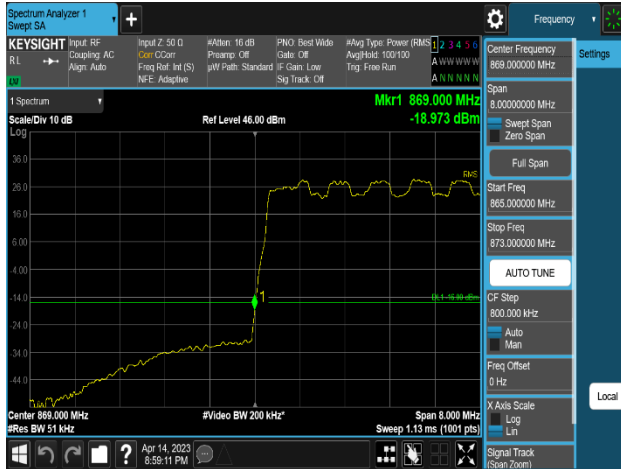 Spectrum Analyzer 1
Swept SA
Frequency
Settings
KEYSIGHT
RL
Input: RF
Coupling: AC
Align: Auto
Input Z: 50 Ω
Corr CCorr
Freq Ref: Int (S)
NFE: Adaptive
#Atten: 16 dB
Preamp: Off
µW Path: Standard
PNO: Best Wide
Gate: Off
IF Gain: Low
Sig Track: Off
#Avg Type: Power (RMS
Avg|Hold: 100/100
Trig: Free Run
1 2 3 4 5 6
A W W W W W
A N N N N N
1 Spectrum
Scale/Div 10 dB
Log
Ref Level 46.00 dBm
Mkr1 869.000 MHz
-18.973 dBm
36.0
26.0
16.0
6.00
-4.00
-14.0
-24.0
-34.0
-44.0
RMS
1
Center 869.000 MHz
#Res BW 51 kHz
#Video BW 200 kHz*
Span 8.000 MHz
Sweep 1.13 ms (1001 pts)
Apr 14, 2023
8:59:11 PM
Center Frequency
869.000000 MHz
Span
8.00000000 MHz
Swept Span
Zero Span
Full Span
Start Freq
865.000000 MHz
Stop Freq
873.000000 MHz
AUTO TUNE
CF Step
800.000 kHz
Auto
Man
Freq Offset
0 Hz
X Axis Scale
Log
Lin
Signal Track
(Span Zoom)
Local